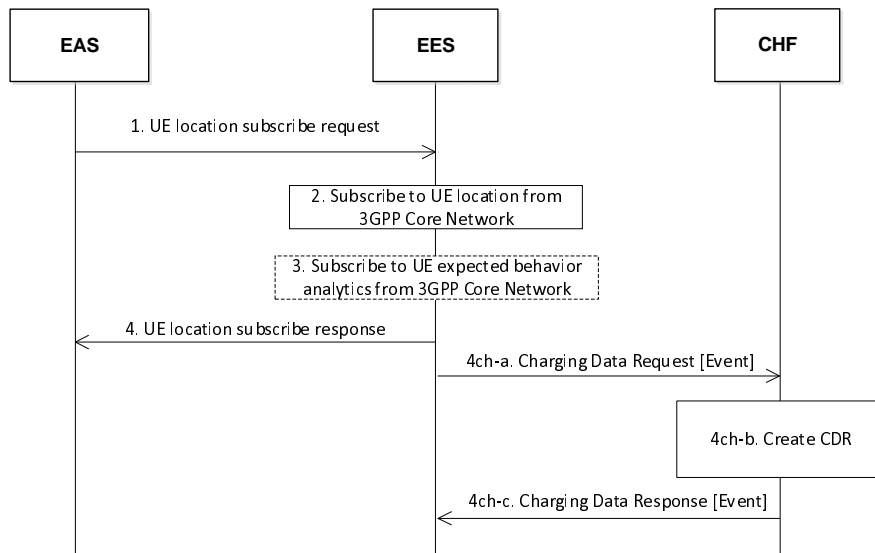 EAS
EES
CHF
1. UE location subscribe request
2. Subscribe to UE location from
3GPP Core Network
3. Subscribe to UE expected behavior
analytics from 3GPP Core Network
4. UE location subscribe response
4ch-a. Charging Data Request [Event]
4ch-b. Create CDR
4ch-c. Charging Data Response [Event]